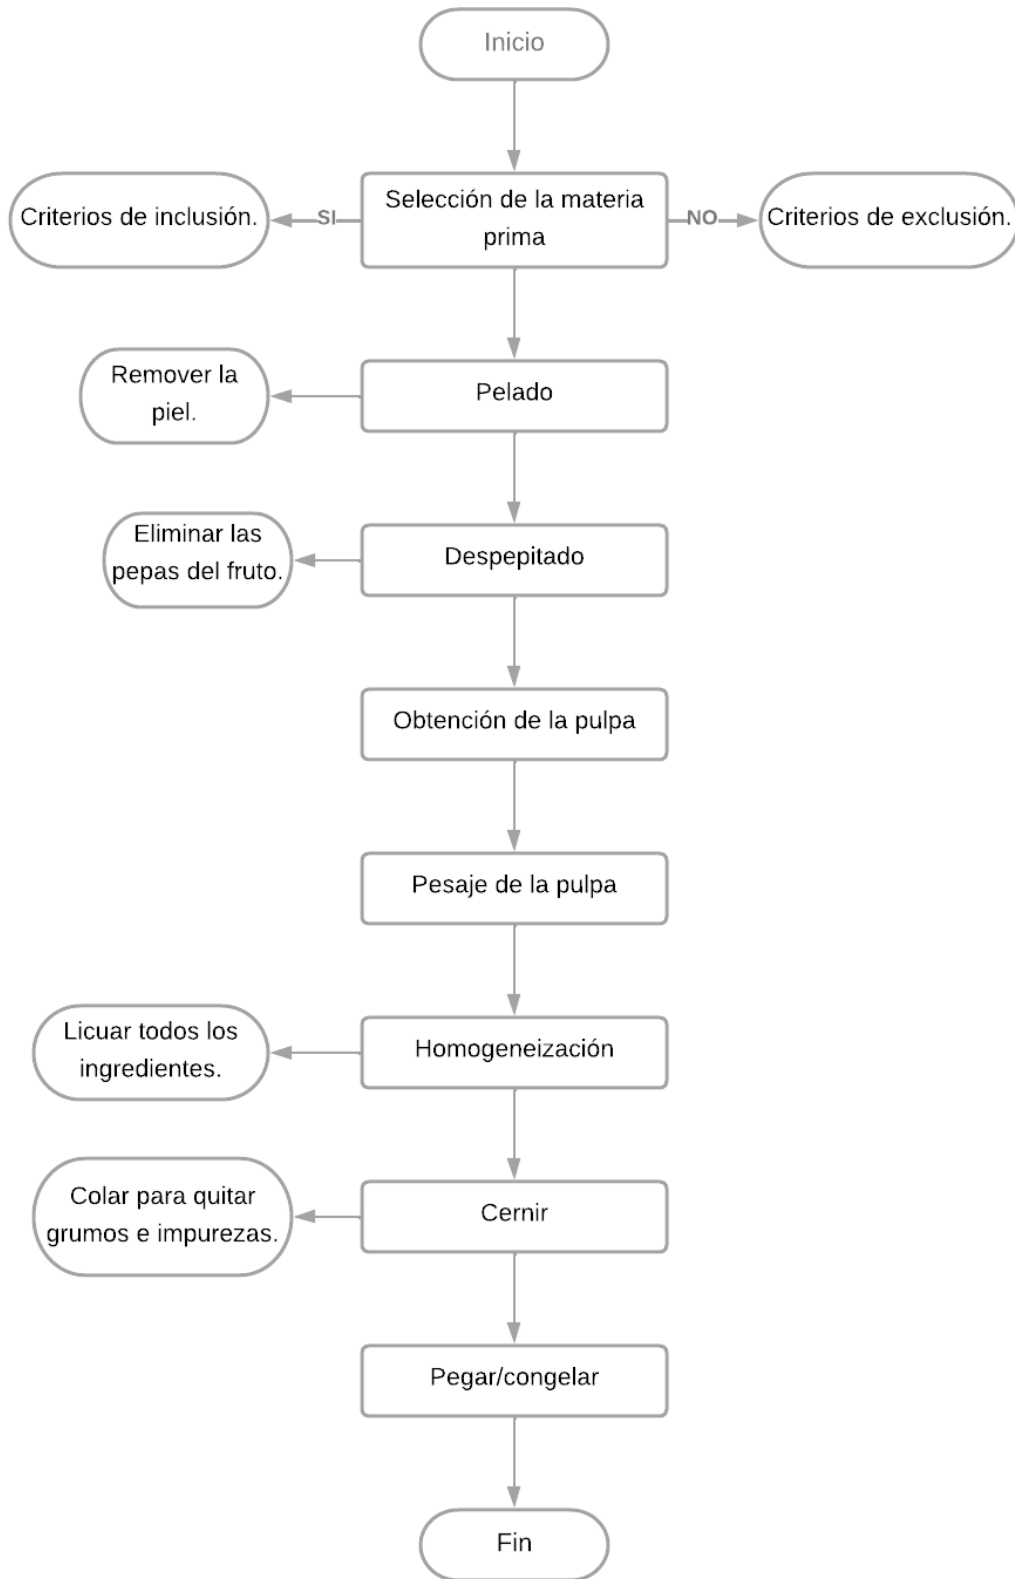 Inicio
Criterios de inclusión.
SI
Selección de la materia
prima
NO
Criterios de exclusión.
Remover la
piel.
Pelado
Eliminar las
pepas del fruto.
Despepitado
Obtención de la pulpa
Pesaje de la pulpa
Licuar todos los
ingredientes.
Homogeneización
Colar para quitar
grumos e impurezas.
Cernir
Pegar/congelar
Fin